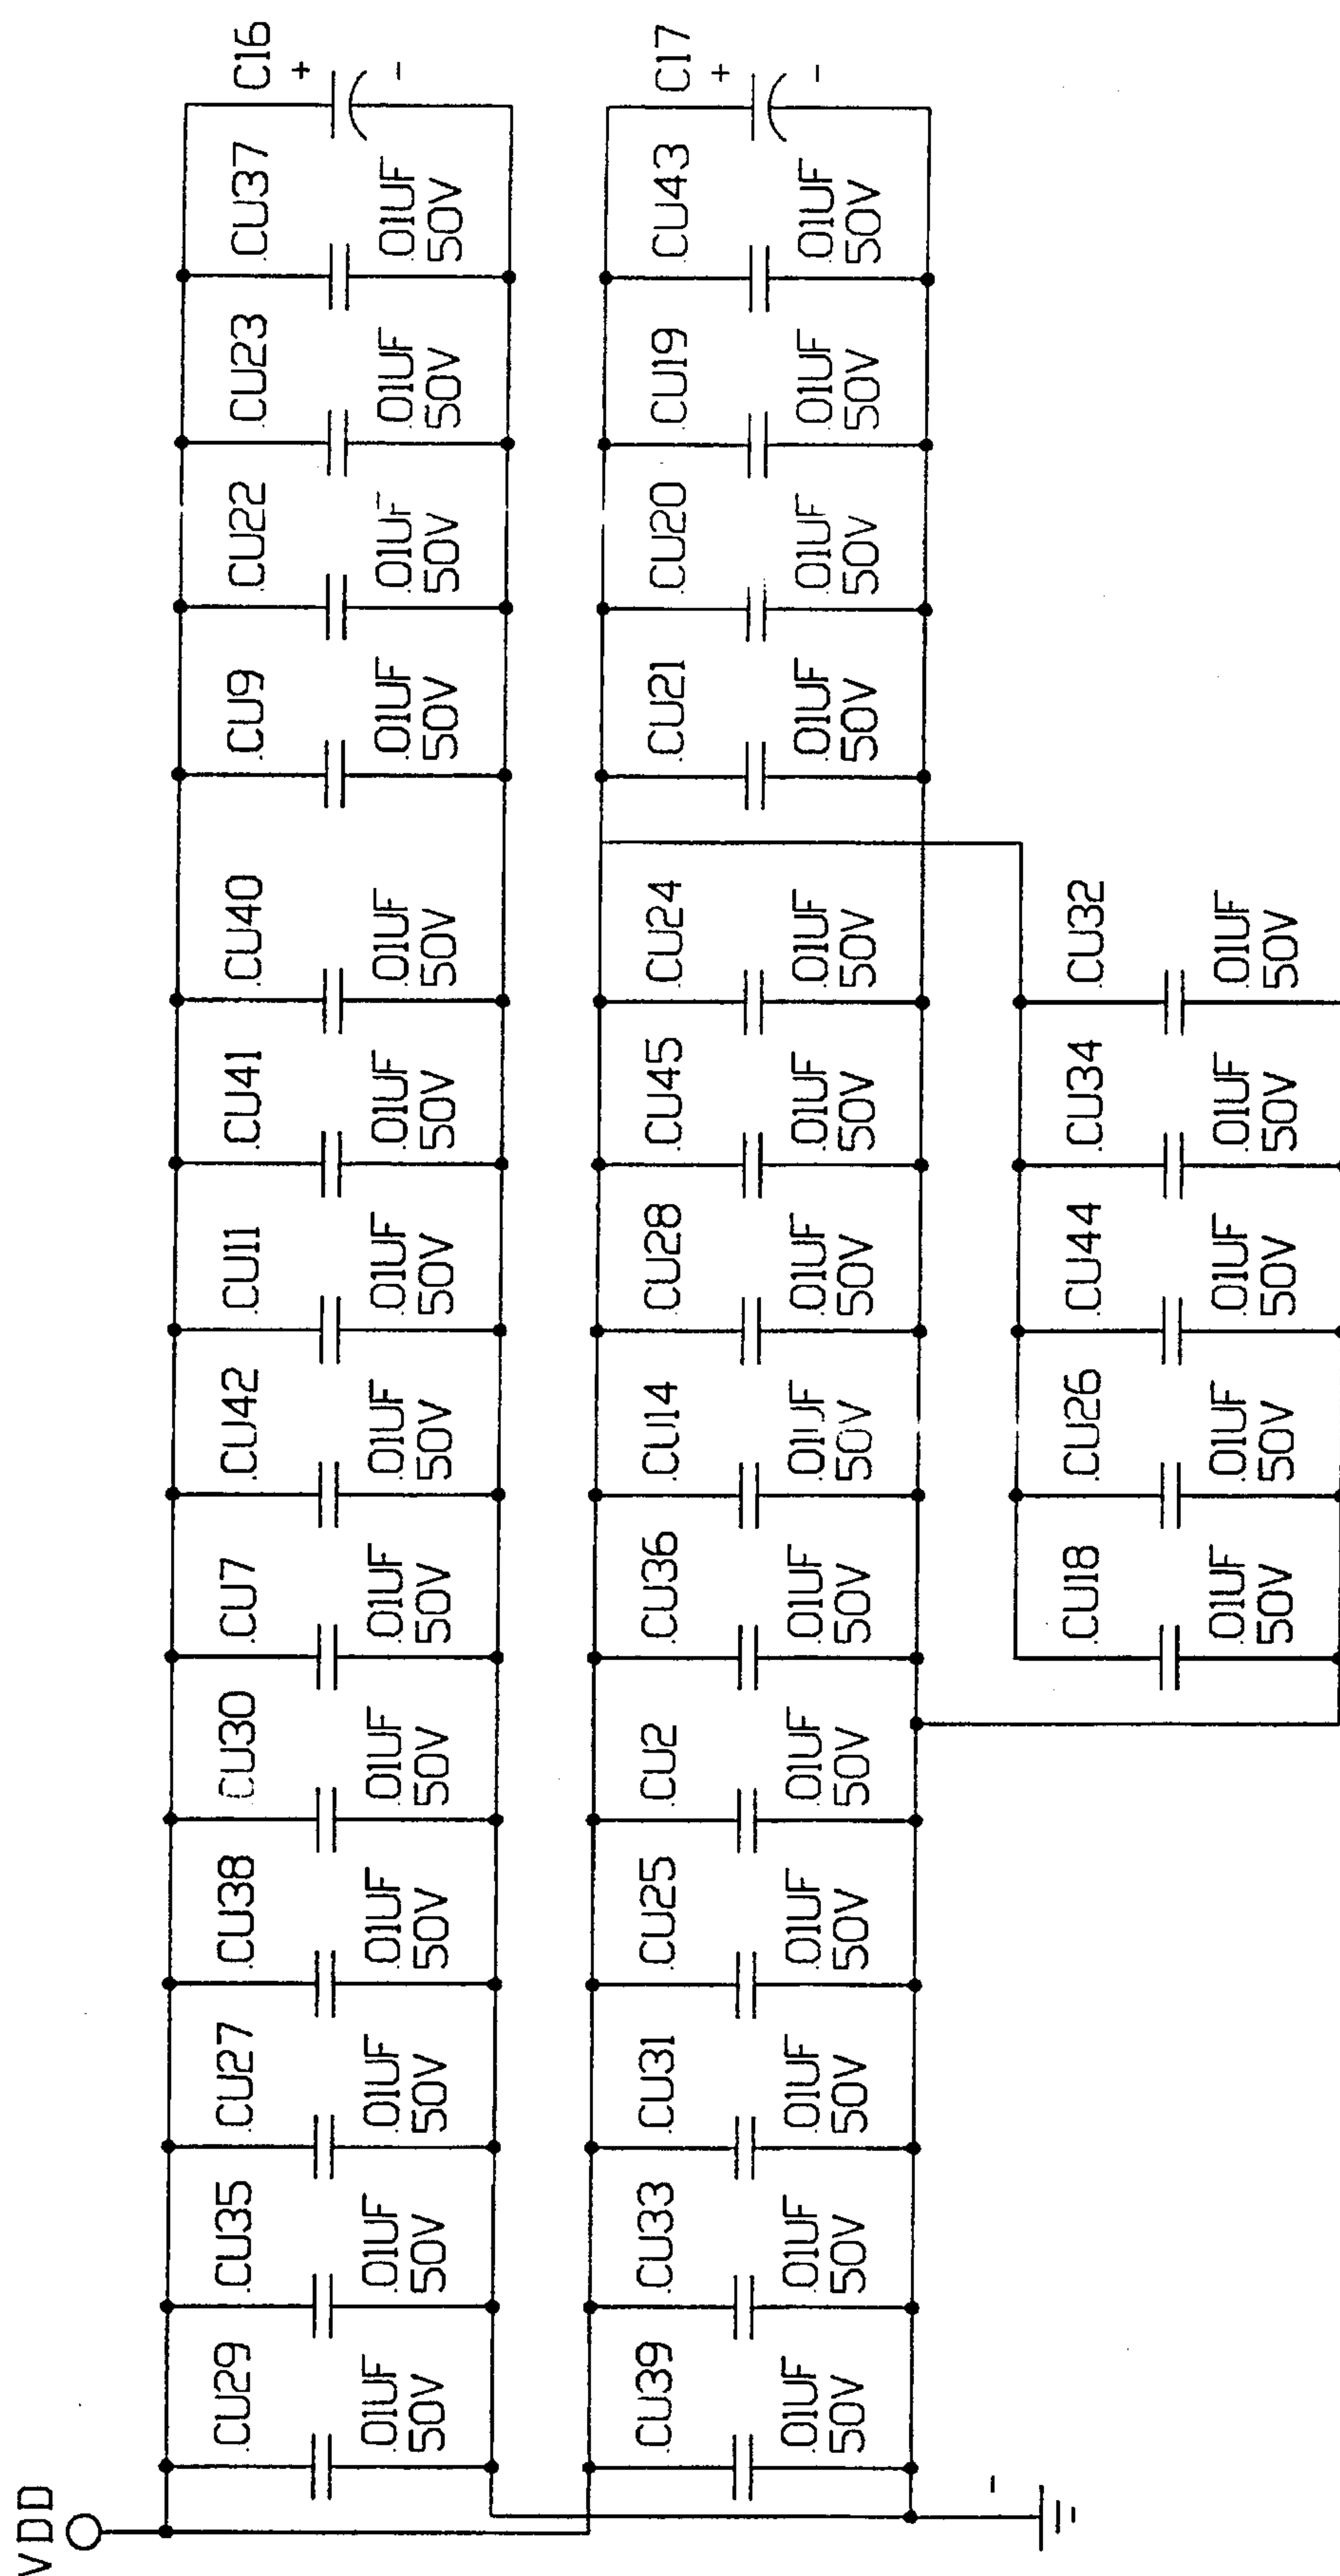 VDD
.CU29
.01UF
50V
.CU35
.01UF
50V
.CU27
.01UF
50V
.CU38
.01UF
50V
.CU30
.01UF
50V
.CU7
.01UF
50V
.CU42
.01UF
50V
.CU11
.01UF
50V
.CU41
.01UF
50V
.CU40
.01UF
50V
.CU9
.01UF
50V
.CU22
.01UF
50V
.CU23
.01UF
50V
.CU37
.01UF
50V
C16
+
-
.CU39
.01UF
50V
.CU33
.01UF
50V
.CU31
.01UF
50V
.CU25
.01UF
50V
.CU2
.01UF
50V
.CU36
.01UF
50V
.CU14
.01UF
50V
.CU28
.01UF
50V
.CU45
.01UF
50V
.CU24
.01UF
50V
.CU21
.01UF
50V
.CU20
.01UF
50V
.CU19
.01UF
50V
.CU43
.01UF
50V
C17
+
-
.CU18
.01UF
50V
.CU26
.01UF
50V
.CU44
.01UF
50V
.CU34
.01UF
50V
.CU32
.01UF
50V